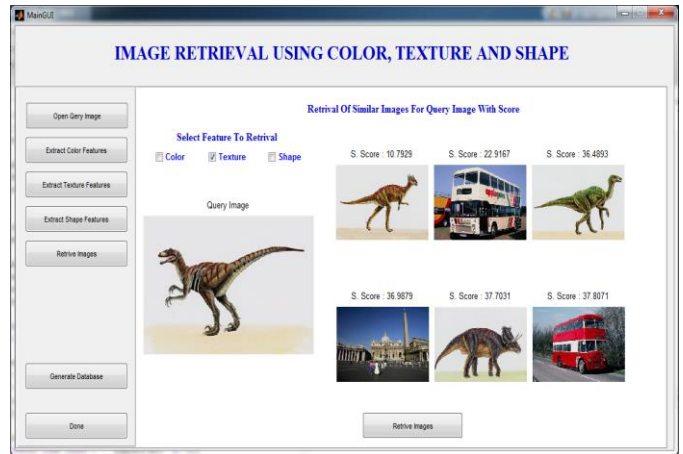 MainGUI
IMAGE RETRIEVAL USING COLOR, TEXTURE AND SHAPE
Open Qery Image
Extract Color Features
Extract Texture Features
Extract Shape Features
Retrive Images
Generate Database
Done
Retrival Of Similar Images For Query Image With Score
Select Feature To Retrival
Color Texture Shape
Query Image
S. Score : 10.7929 S. Score : 22.9167 S. Score : 36.4893
S. Score : 36.9879 S. Score : 37.7031 S. Score : 37.8071
Retrive Images